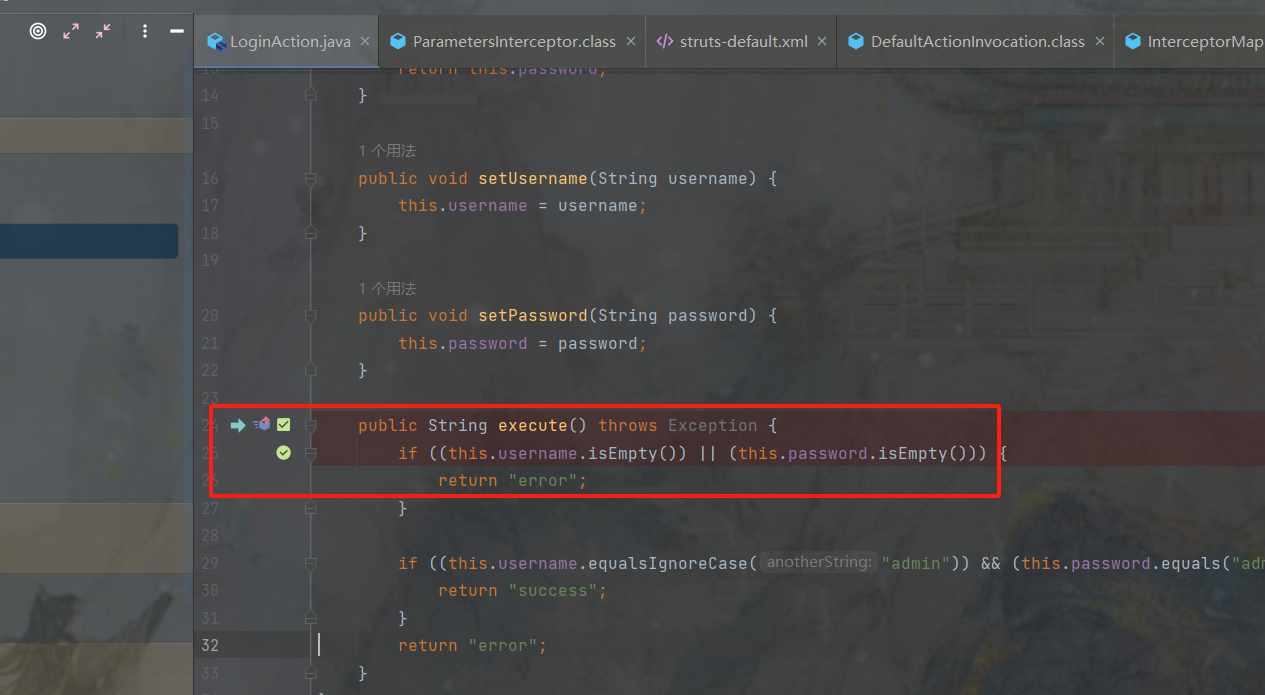 LoginAction.java ParametersInterceptor.class struts-default.xml DefaultActionInvocation.class InterceptorMap
13 return this.password;
14 }
15
1 个用法
16 public void setUsername(String username) {
17 this.username = username;
18 }
19
1 个用法
20 public void setPassword(String password) {
21 this.password = password;
22 }
23
24 public String execute() throws Exception {
25 if ((this.username.isEmpty()) || (this.password.isEmpty())) {
26 return "error";
27 }
28
29 if ((this.username.equalsIgnoreCase( anotherString: "admin")) && (this.password.equals("adm
30 return "success";
31 }
32 return "error";
33 }
}